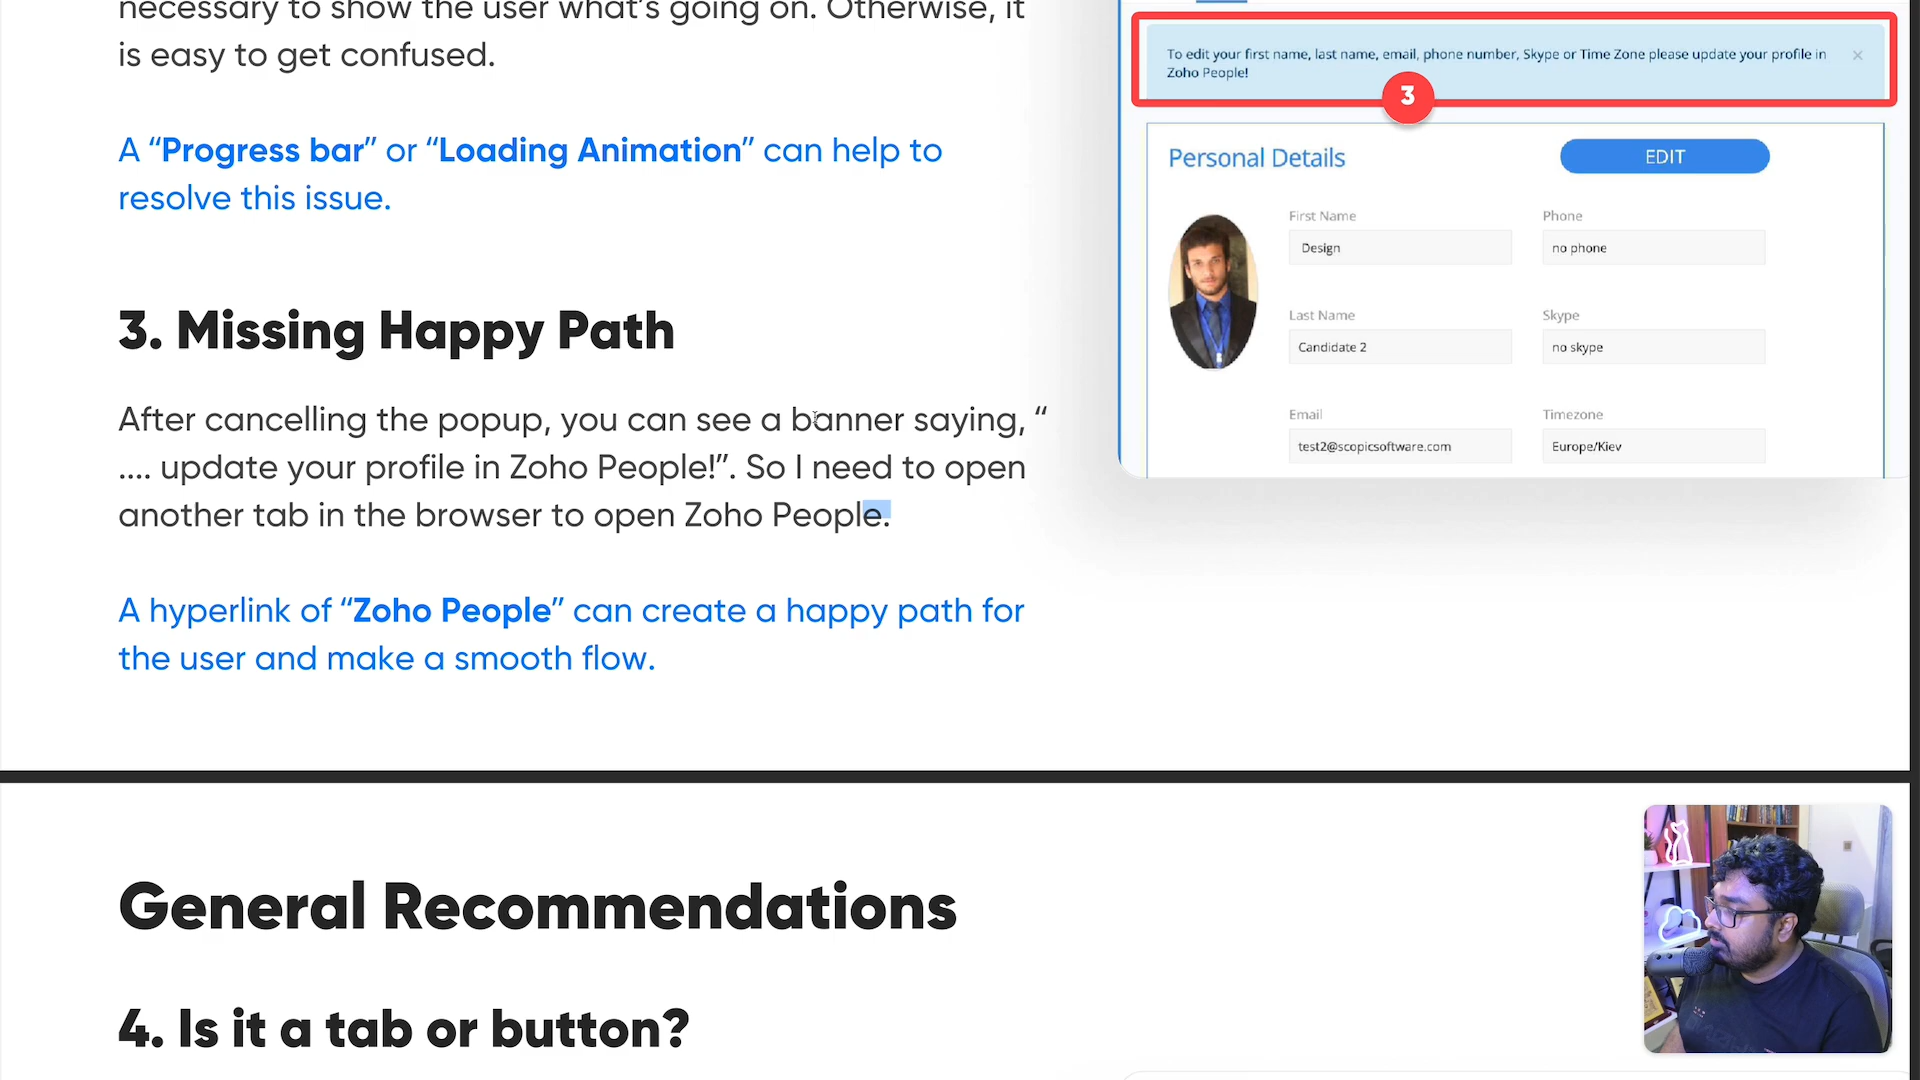 necessary to show the user what's going on. Otherwise, it
is easy to get confused.
A “Progress bar” or “Loading Animation” can help to
resolve this issue.
3. Missing Happy Path
After cancelling the popup, you can see a banner saying, “
.... update your profile in Zoho People!”. So I need to open
another tab in the browser to open Zoho People.
A hyperlink of “Zoho People” can create a happy path for
the user and make a smooth flow.
To edit your first name, last name, email, phone number, Skype or Time Zone please update your profile in
Zoho People!
3
Personal Details
EDIT
First Name
Phone
Design
no phone
Last Name
Skype
Candidate 2
no skype
Email
Timezone
test2@scopicsoftware.com
Europe/Kiev
General Recommendations
4. Is it a tab or button?